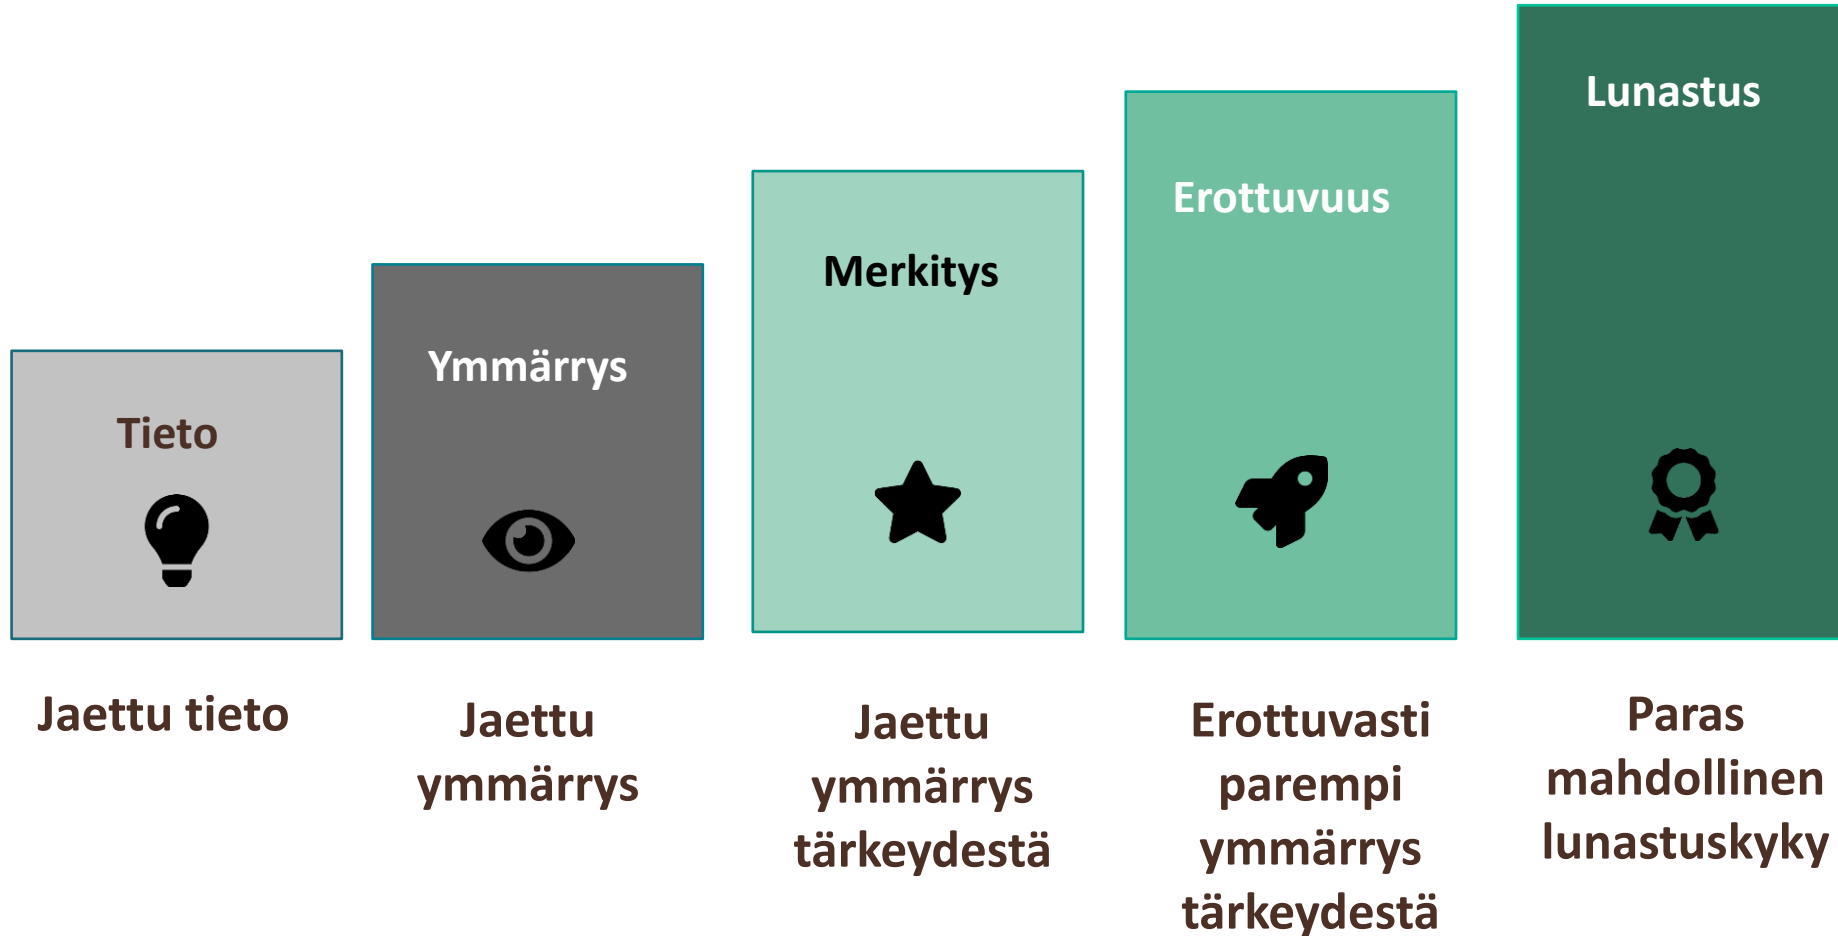 Tieto
Ymmärrys
Merkitys
Erottuvuus
Lunastus
Jaettu tieto
Jaettu
ymmärrys
Jaettu
ymmärrys
tärkeydestä
Erottuvasti
parempi
ymmärrys
tärkeydestä
Paras
mahdollinen
lunastuskyky